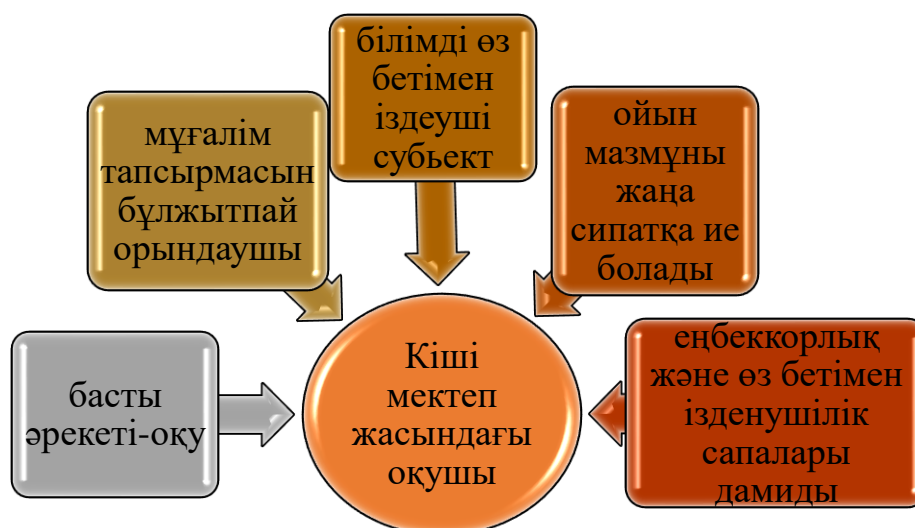 білімді өз
бетімен
іздеуші
субьект
мұғалім
тапсырмасын
бұлжытпай
орындаушы
ойын
мазмұны
жаңа
сипатқа ие
болады
басты
әрекеті-оқу
Кіші
мектеп
жасындағы
оқушы
еңбеккорлық
және өз бетімен
ізденушілік
сапалары
дамиды